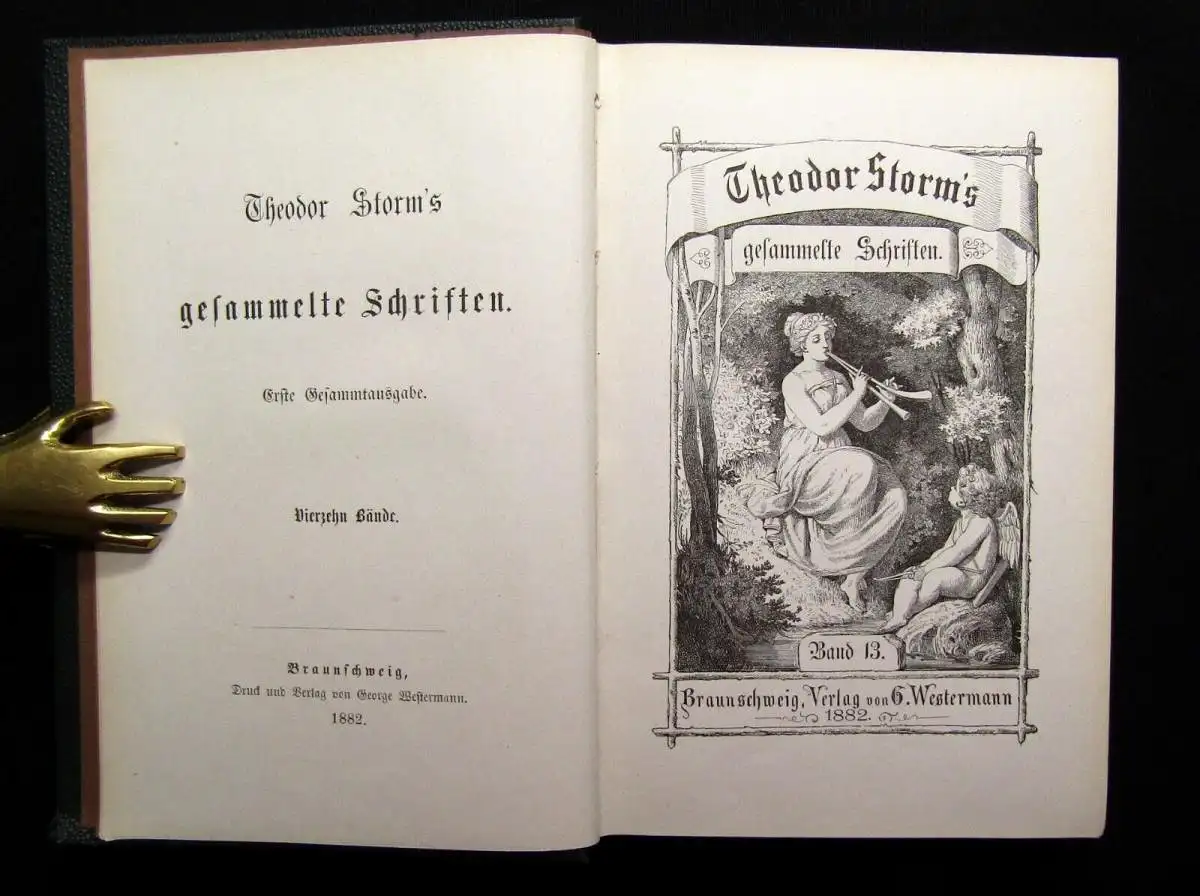 Theodor Storm's
geſammelte Schriften.
Erſte Geſammtausgabe.
Vierzehn Bände.
Braunſchweig,
Druck und Verlag von George Weſtermann.
1882.
Theodor Storm's
geſammelte Schriften.
Band 13.
Braunschweig, Verlag von G. Westermann
1882.